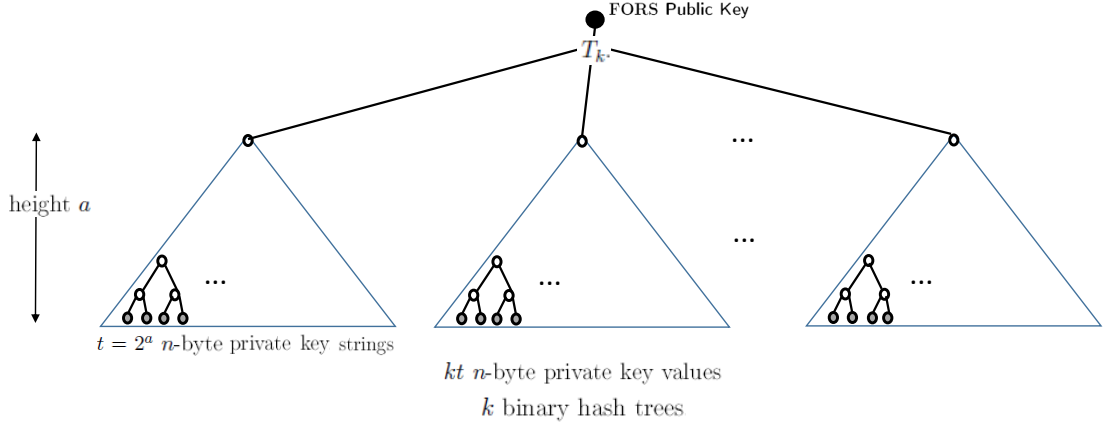 FORS Public Key
T_k.
...
height a
...
... ... ...
t = 2^a n-byte private key strings
kt n-byte private key values
k binary hash trees